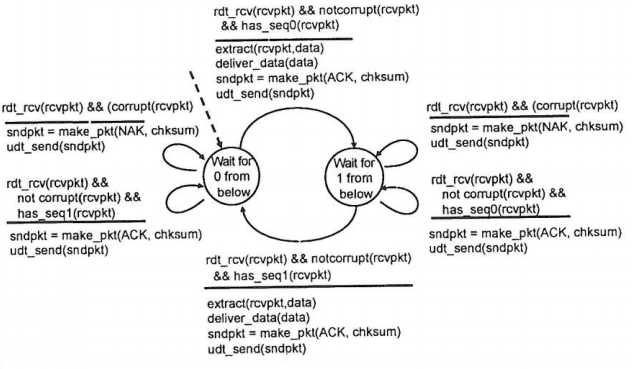 rdt_rcv(rcvpkt) && notcorrupt(rcvpkt)
&& has_seq0(rcvpkt)
extract(rcvpkt,data)
deliver_data(data)
sndpkt = make_pkt(ACK, chksum)
udt_send(sndpkt)
rdt_rcv(rcvpkt) && (corrupt(rcvpkt)
sndpkt = make_pkt(NAK, chksum)
udt_send(sndpkt)
rdt_rcv(rcvpkt) &&
not corrupt(rcvpkt) &&
has_seq1(rcvpkt)
sndpkt = make_pkt(ACK, chksum)
udt_send(sndpkt)
Wait for
0 from
below
Wait for
1 from
below
rdt_rcv(rcvpkt) && (corrupt(rcvpkt)
sndpkt = make_pkt(NAK, chksum)
udt_send(sndpkt)
rdt_rcv(rcvpkt) &&
not corrupt(rcvpkt) &&
has_seq0(rcvpkt)
sndpkt = make_pkt(ACK, chksum)
udt_send(sndpkt)
rdt_rcv(rcvpkt) && notcorrupt(rcvpkt)
&& has_seq1(rcvpkt)
extract(rcvpkt,data)
deliver_data(data)
sndpkt = make_pkt(ACK, chksum)
udt_send(sndpkt)